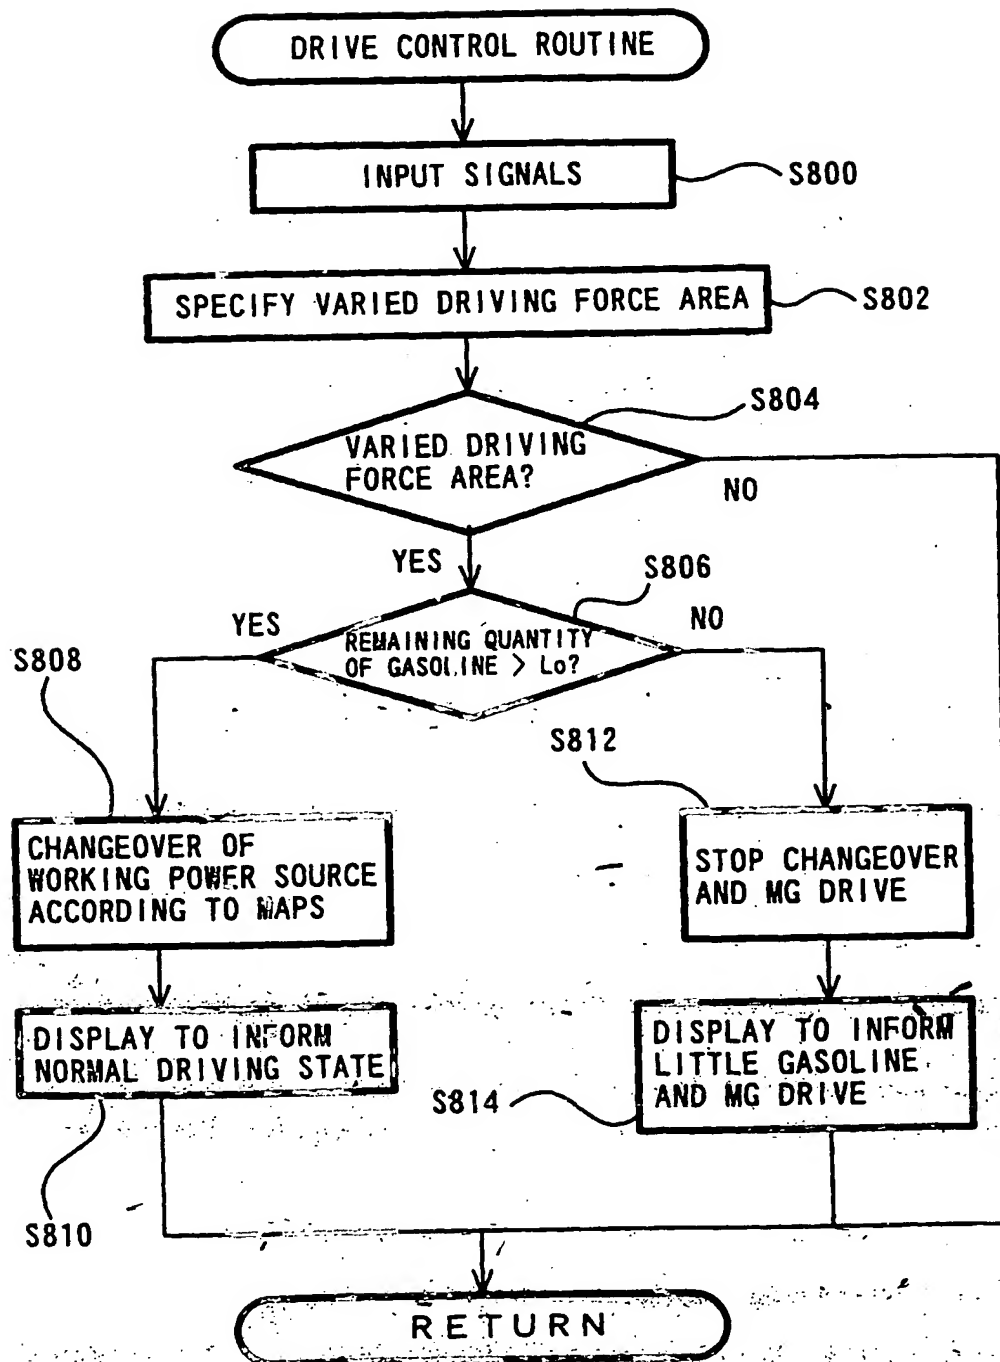 DRIVE CONTROL ROUTINE
INPUT SIGNALS
S800
SPECIFY VARIED DRIVING FORCE AREA
S802
S804
VARIED DRIVING
FORCE AREA?
NO
YES
S806
YES
NO
REMAINING QUANTITY
OF GASOLINE > Lo?
S808
S812
CHANGEOVER OF
WORKING POWER SOURCE
ACCORDING TO MAPS
STOP CHANGEOVER
AND MG DRIVE
DISPLAY TO INFORM
NORMAL DRIVING STATE
DISPLAY TO INFORM
LITTLE GASOLINE
AND MG DRIVE
S814
S810
RETURN